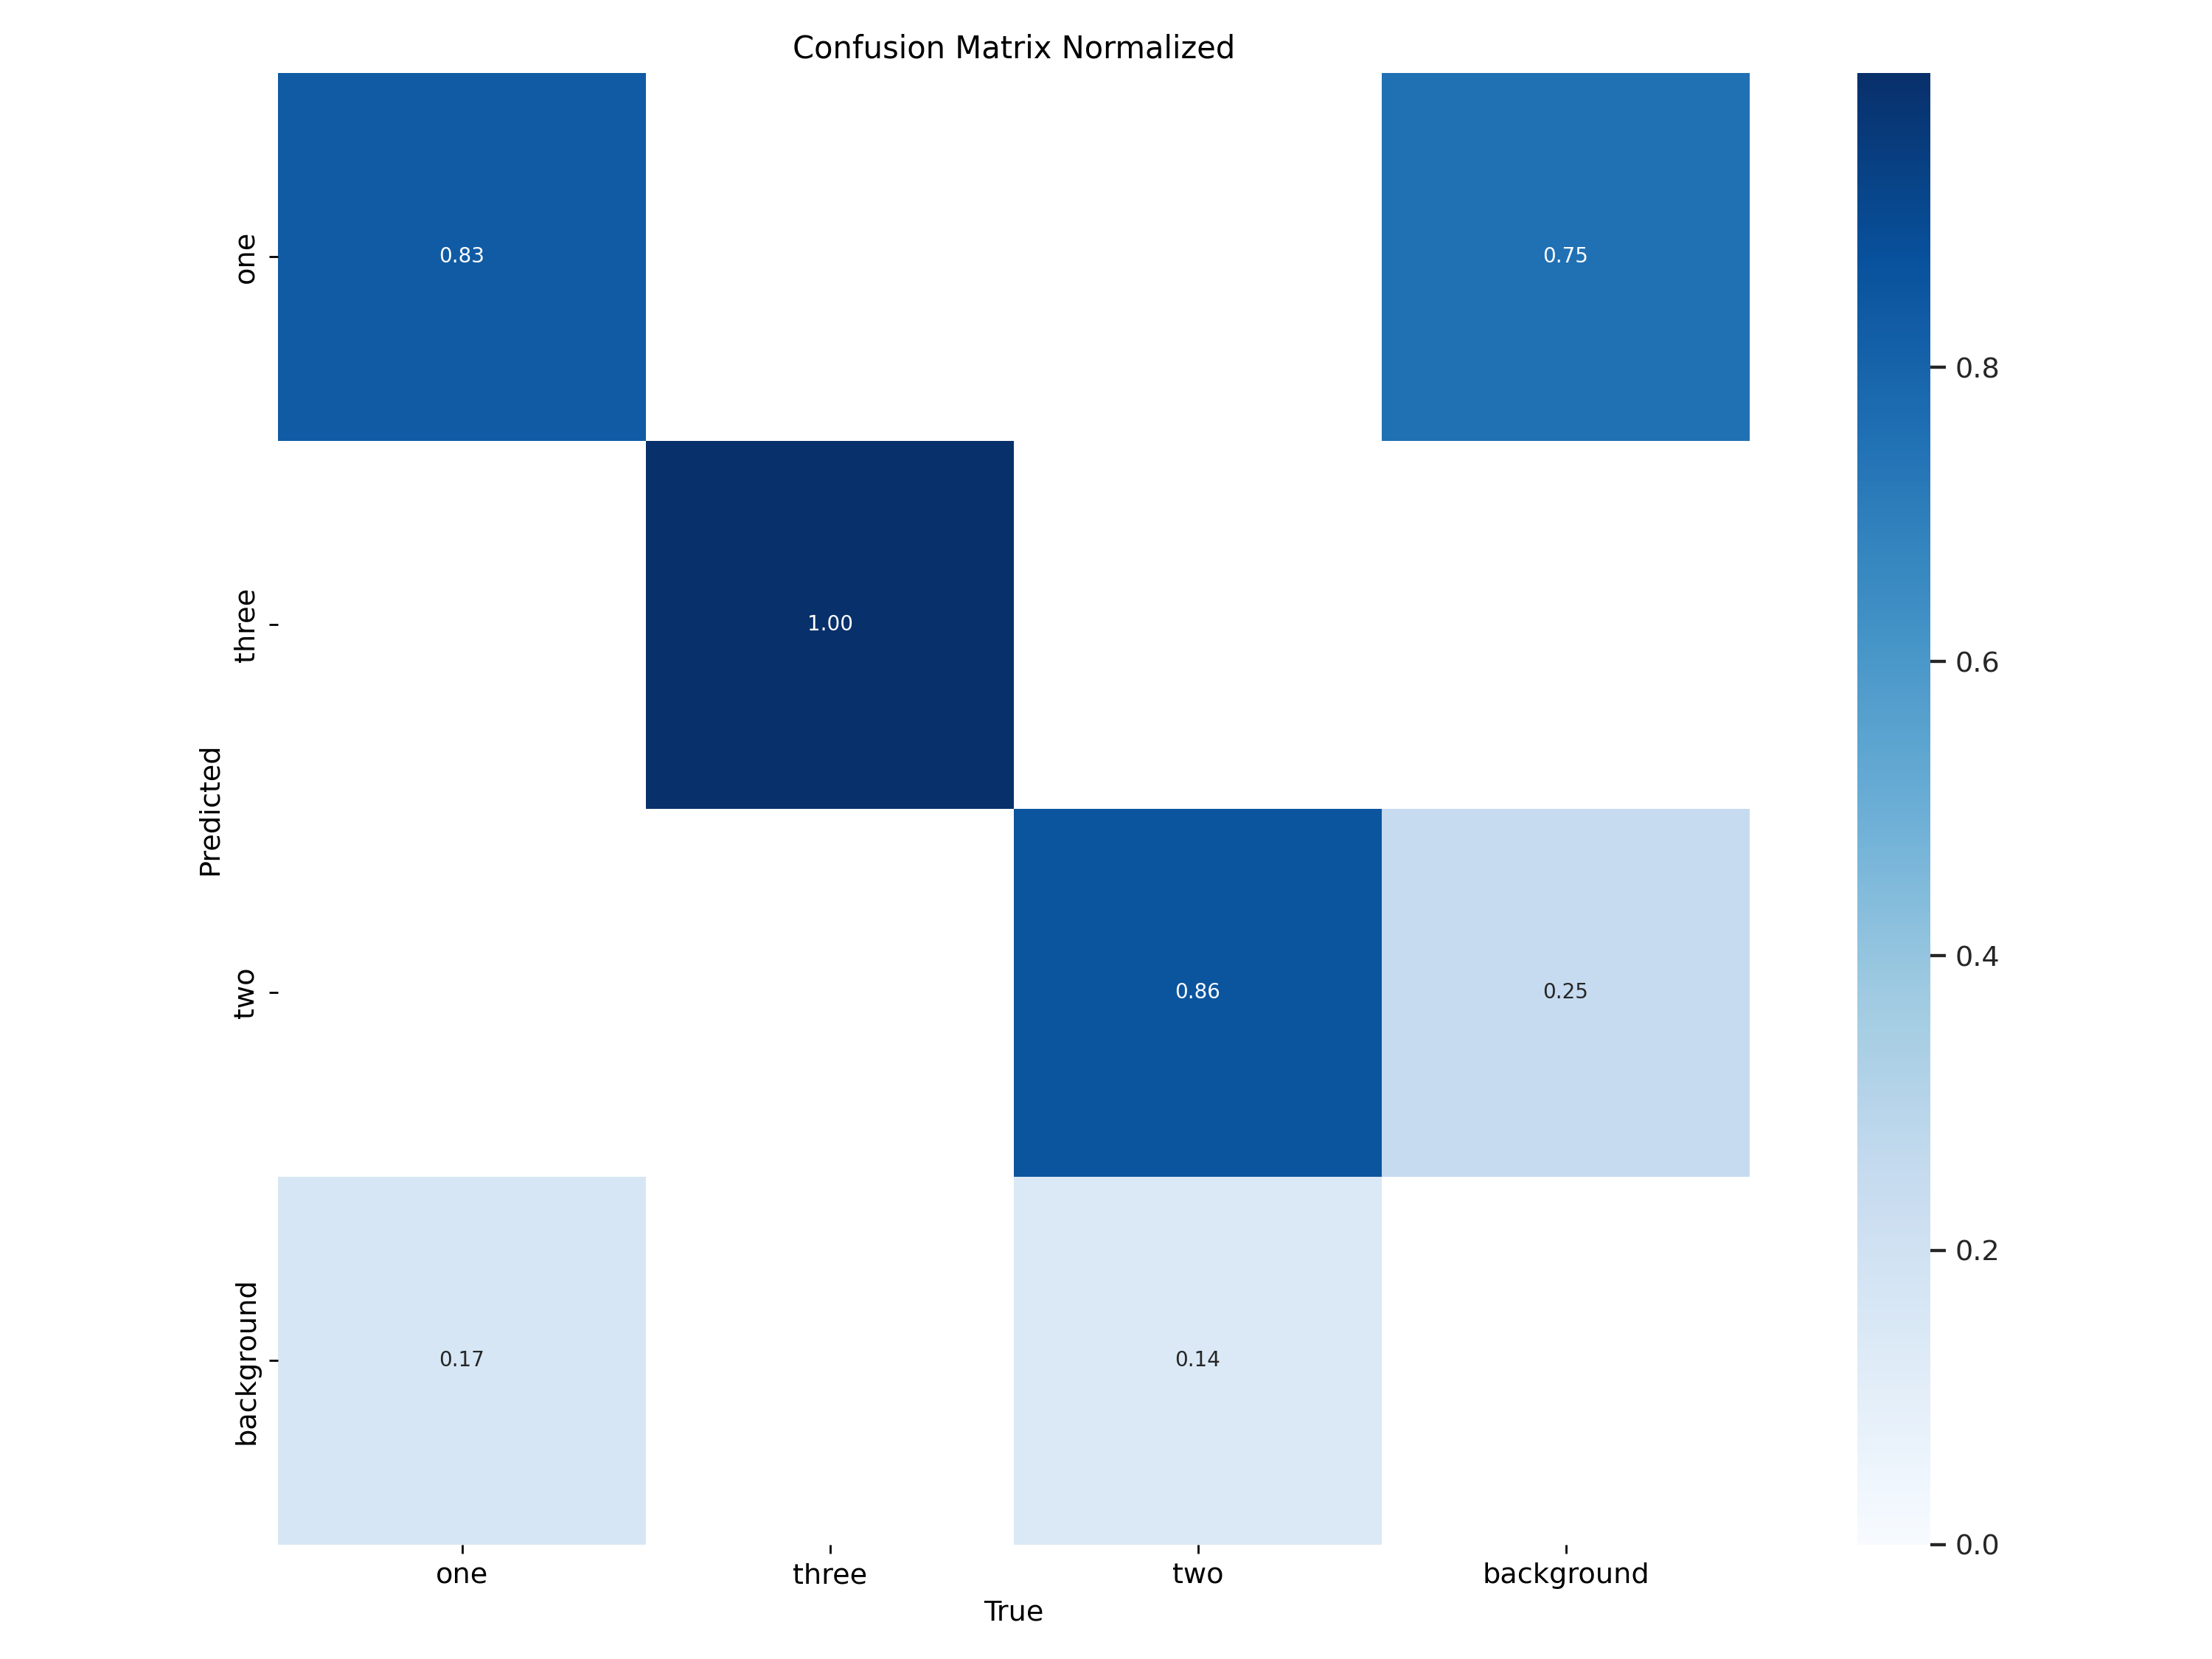 Confusion Matrix Normalized
one
0.83
0.75
0.8
three
1.00
0.6
Predicted
two
0.86
0.25
0.4
background
0.17
0.14
0.2
0.0
one
three
two
background
True